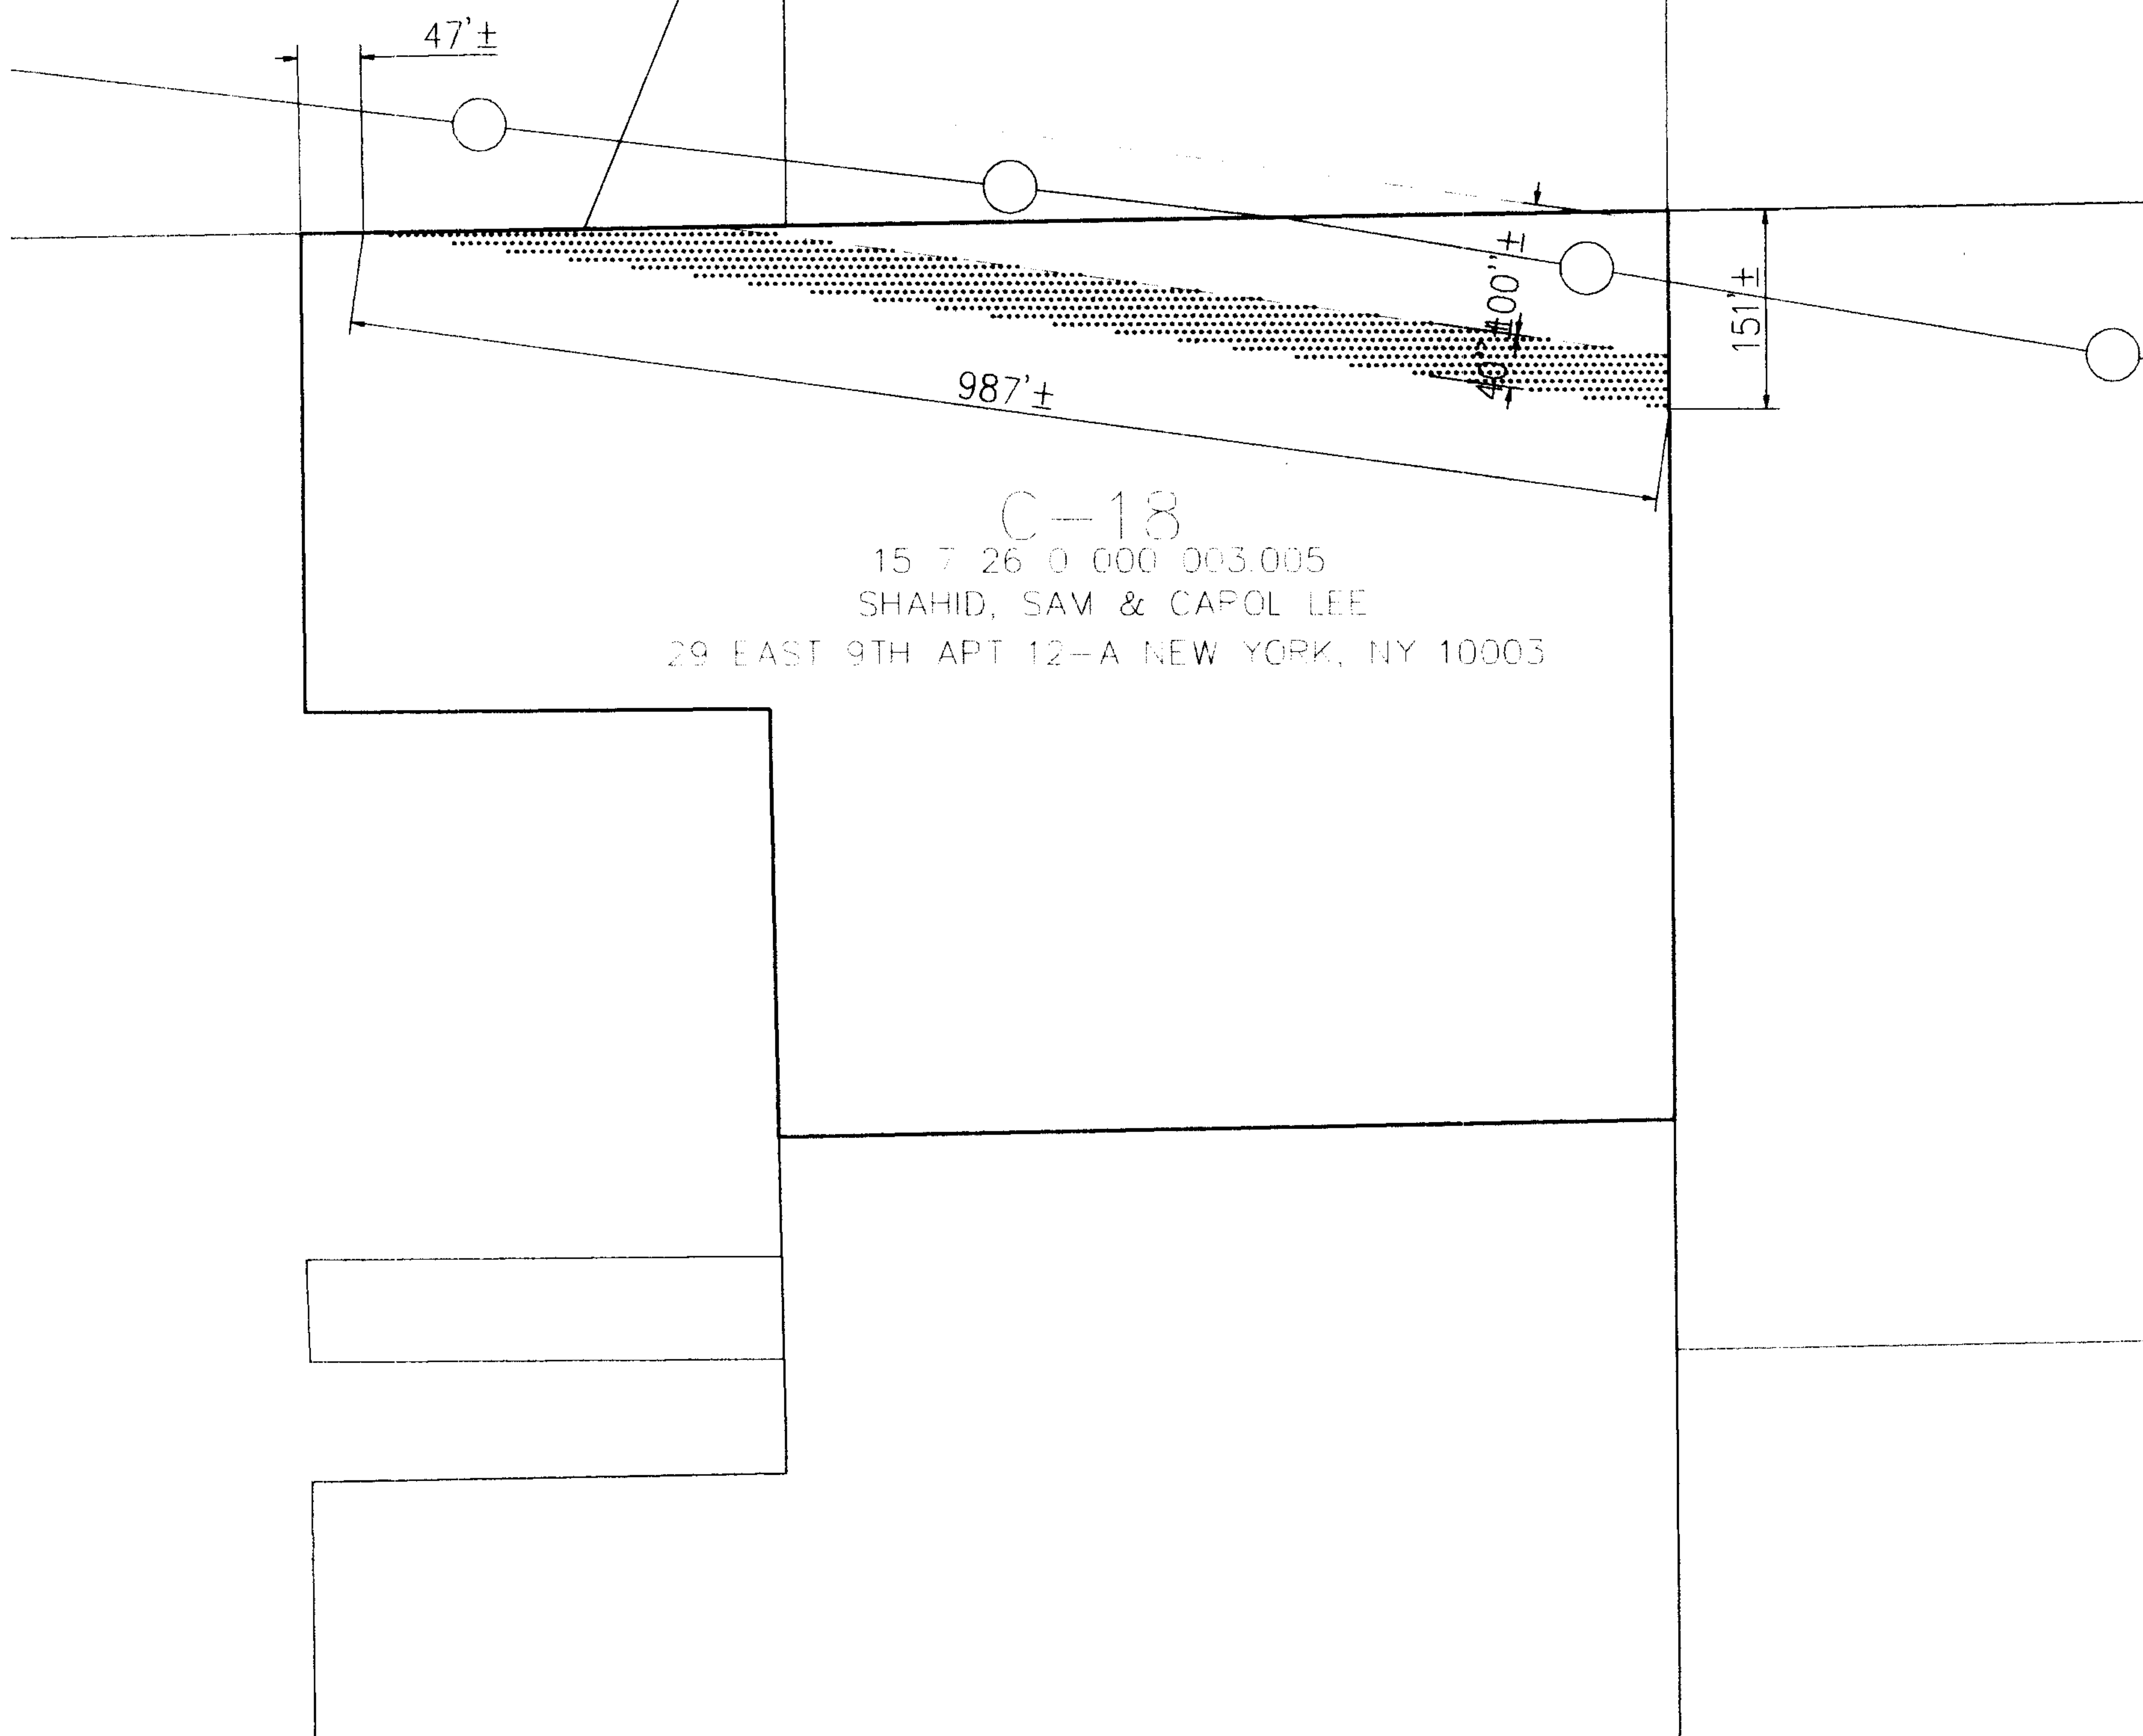 47'±
100''±
151'±
40''±
987'±
C-18
15 7 26 0 000 003.005
SHAHID, SAM & CAROL LEE
29 EAST 9TH APT 12-A NEW YORK, NY 10003